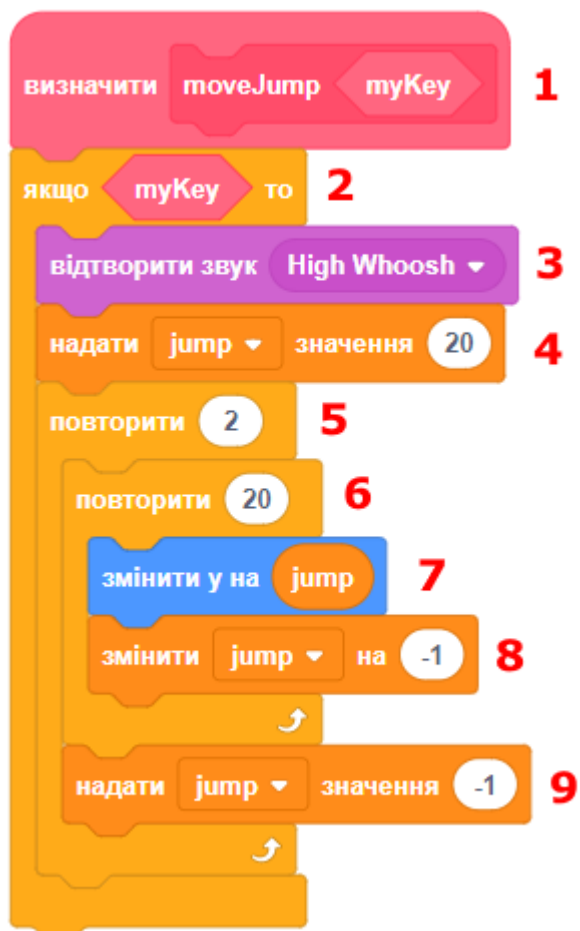 визначити moveJump myKey 1
якщо myKey то 2
відтворити звук High Whoosh 3
надати jump значення 20 4
повторити 2 5
повторити 20 6
змінити y на jump 7
змінити jump на -1 8
надати jump значення -1 9